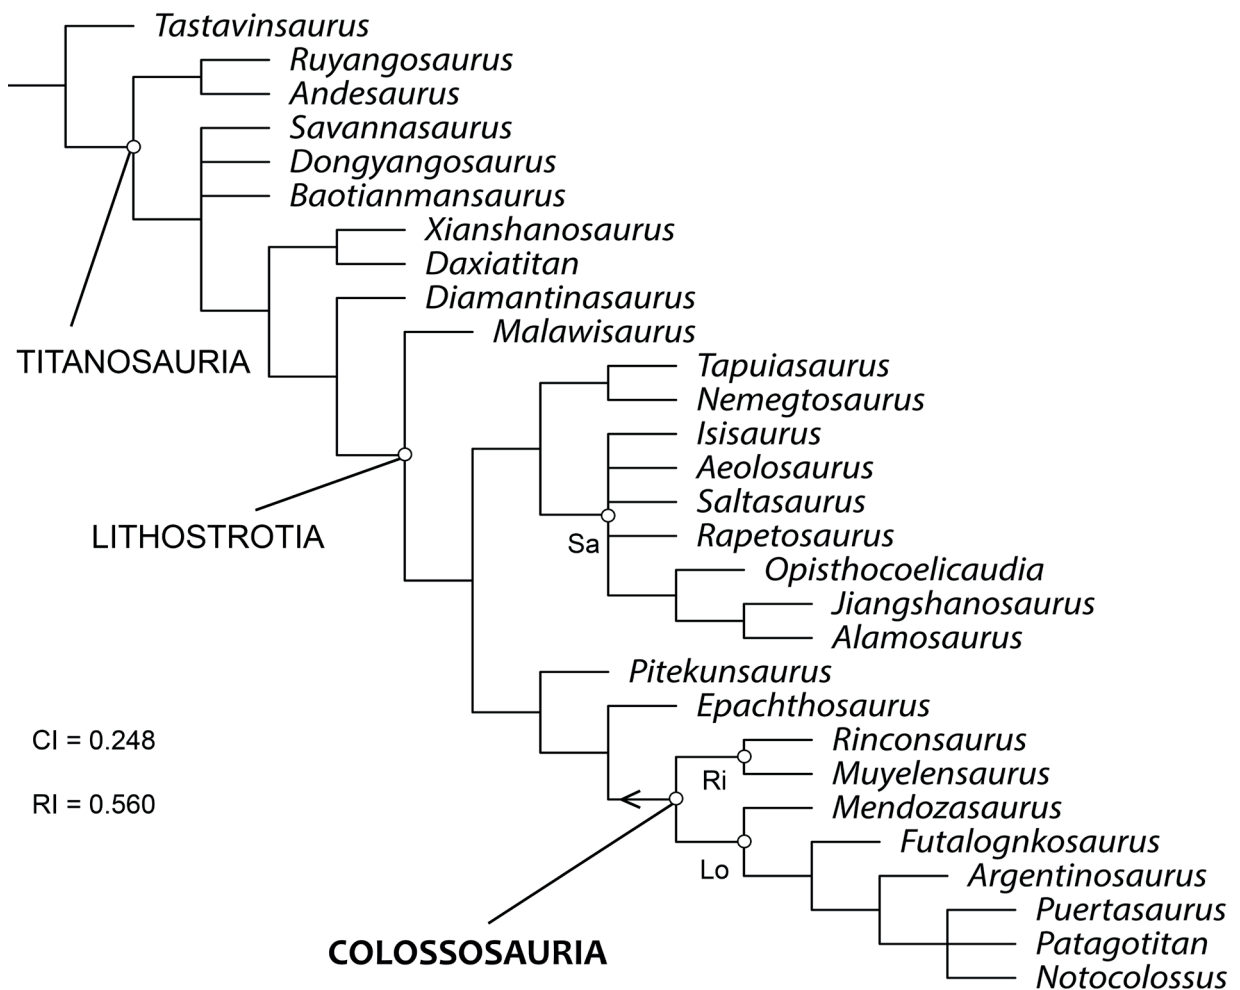 Tastavinsaurus
Ruyangosaurus
Andesaurus
Savannasaurus
Dongyangosaurus
Baotianmansaurus
Xianshanosaurus
Daxiatitan
Diamantinasaurus
Malawisaurus
TITANOSAURIA
Tapuiasaurus
Nemegtosaurus
Isisaurus
Aeolosaurus
Saltasaurus
Rapetosaurus
LITHOSTROTIA
Sa
Opisthocoelicaudia
Jiangshanosaurus
Alamosaurus
Pitekunsaurus
Epachthosaurus
CI = 0.248
Rinconsaurus
Muyelensaurus
Ri
RI = 0.560
Mendozasaurus
Futalognkosaurus
Lo
Argentinosaurus
Puertasaurus
Patagotitan
Notocolossus
COLOSSOSAURIA